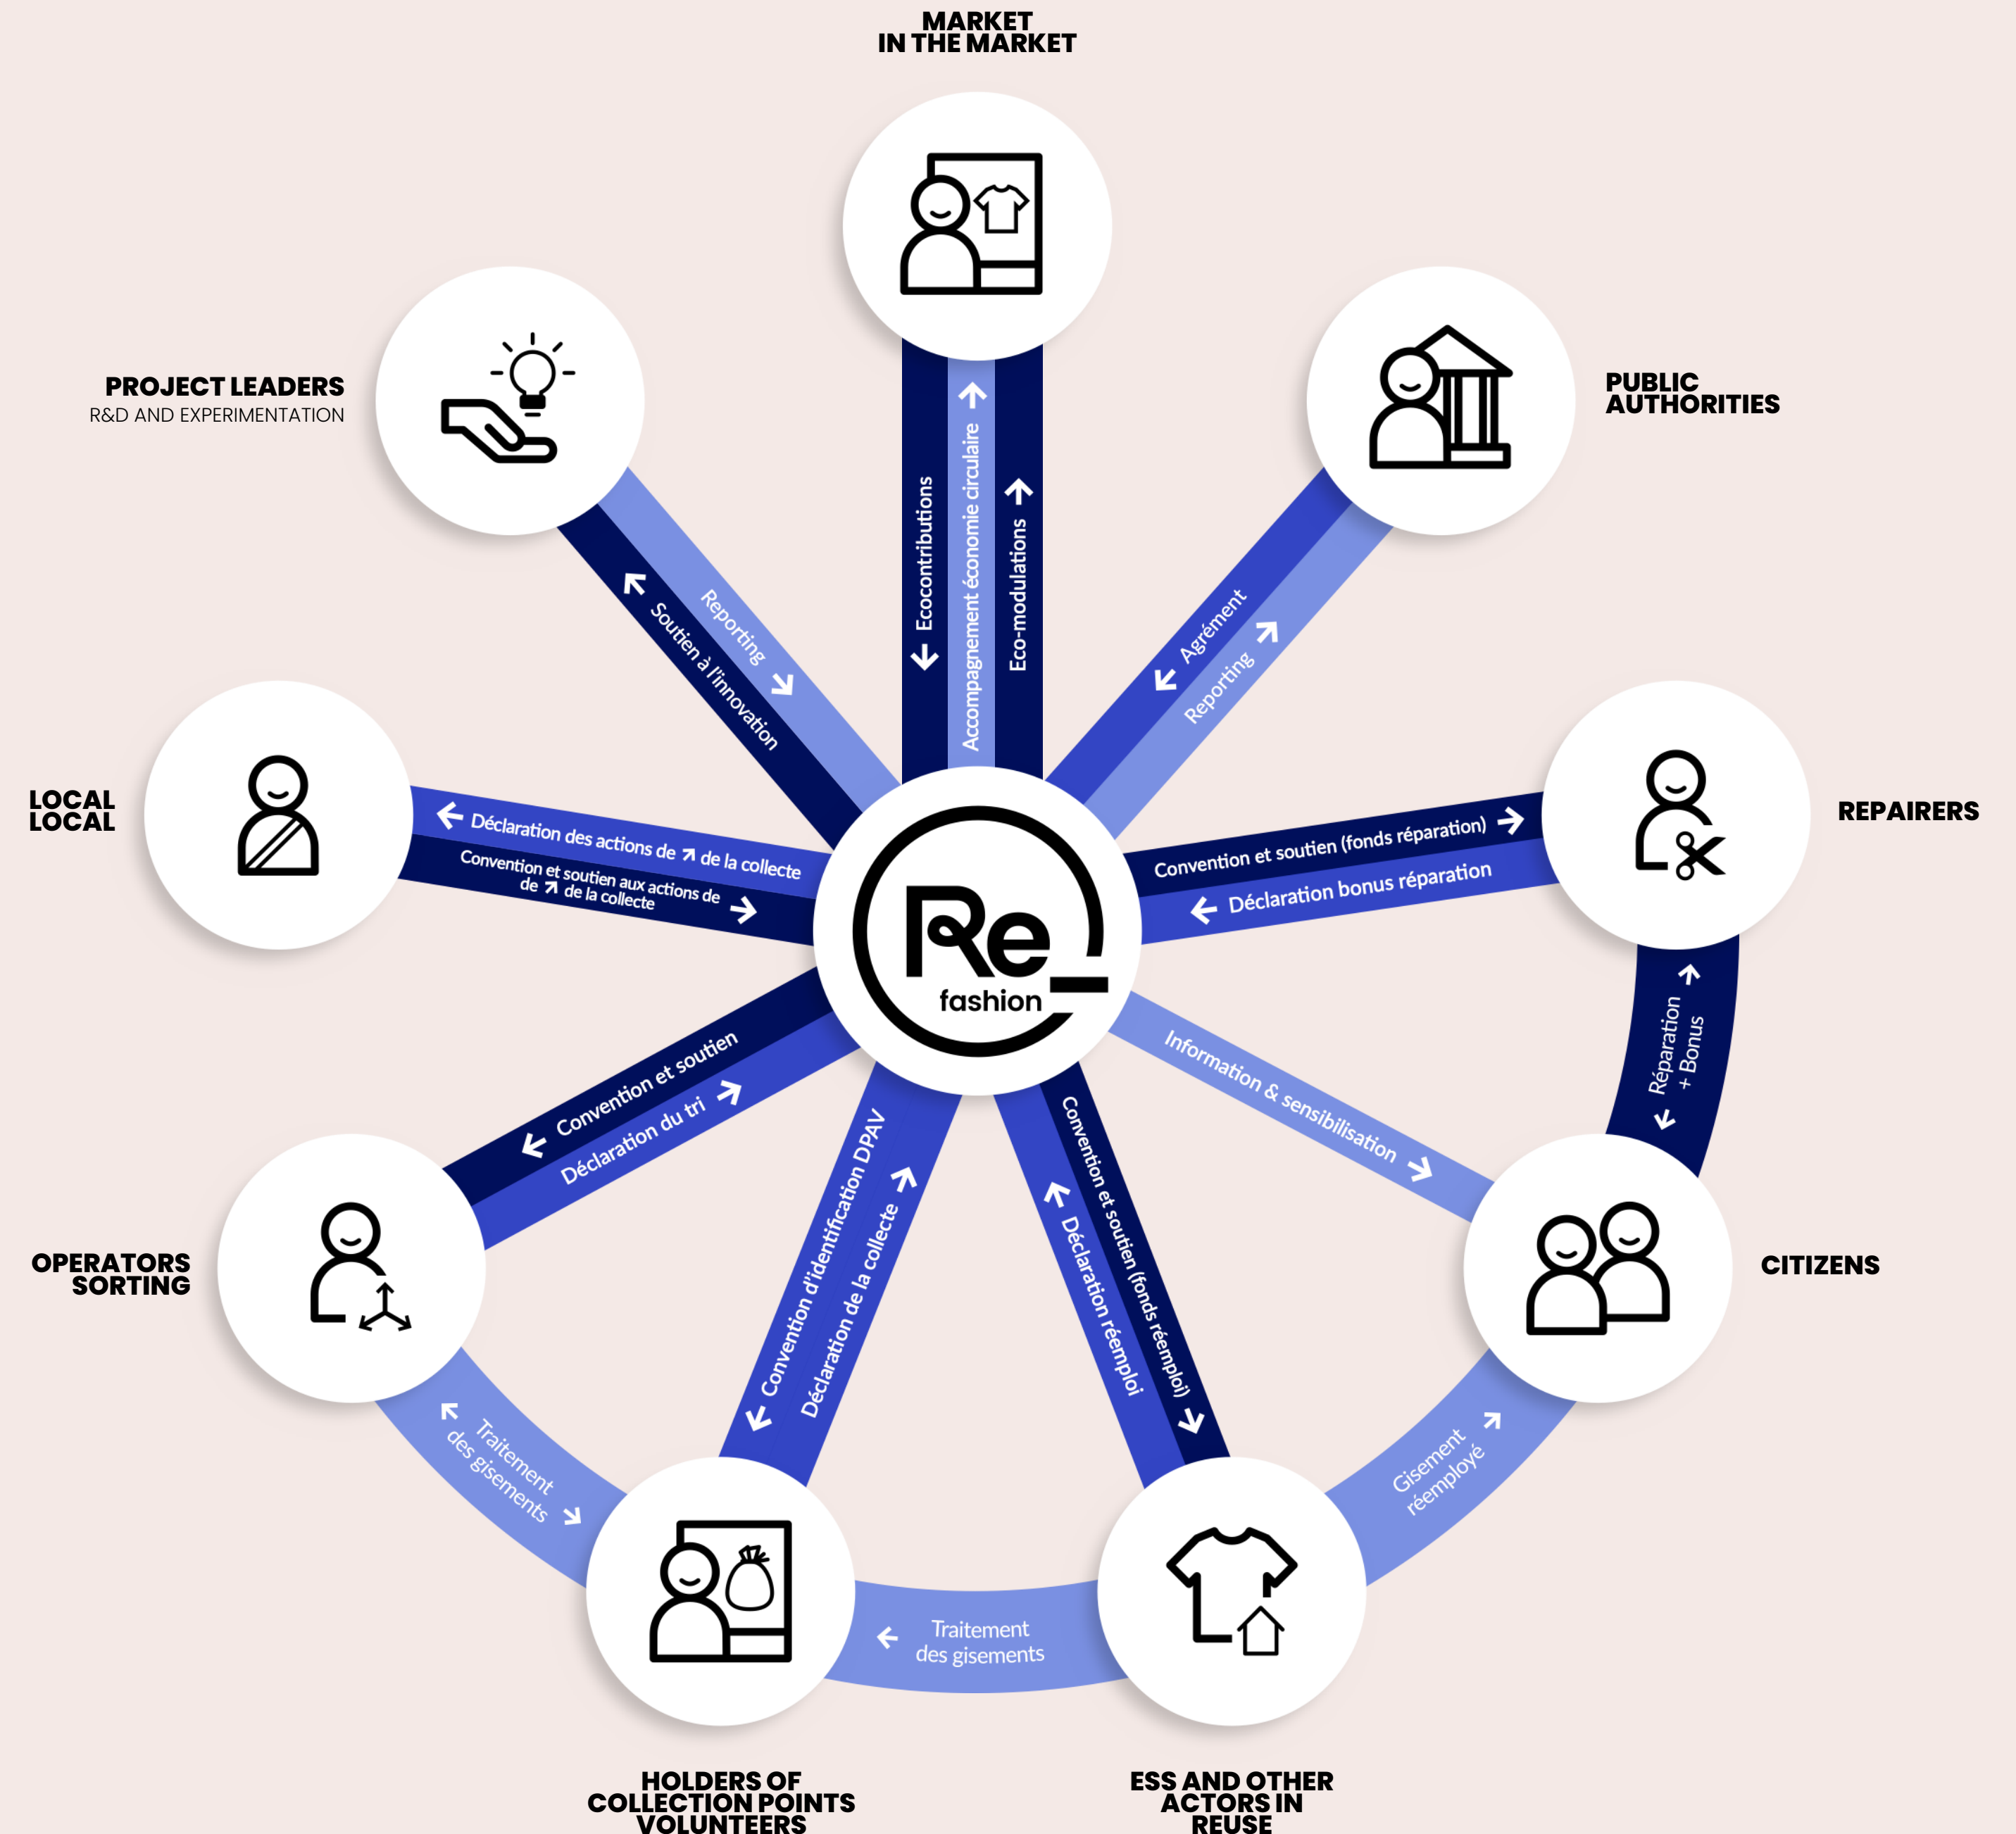 MARKET
IN THE MARKET
PROJECT LEADERS
R&D AND EXPERIMENTATION
PUBLIC
AUTHORITIES
Ecocontributions
Accompagnement économie circulaire
Eco-modulations
Reporting
Soutien à l'innovation
Agrément
Reporting
LOCAL
LOCAL
Déclaration des actions de ↗ de la collecte
Convention et soutien aux actions de
de ↗ de la collecte
Convention et soutien (fonds réparation)
Déclaration bonus réparation
REPAIRERS
Re_
fashion
Réparation
+ Bonus
Information & sensibilisation
Convention et soutien
Déclaration du tri
Convention d'identification DPAV
Déclaration de la collecte
Convention et soutien (fonds réemploi)
Déclaration réemploi
OPERATORS
SORTING
CITIZENS
Traitement
des gisements
Gisement
réemployé
Traitement
des gisements
HOLDERS OF
COLLECTION POINTS
VOLUNTEERS
ESS AND OTHER
ACTORS IN
REUSE